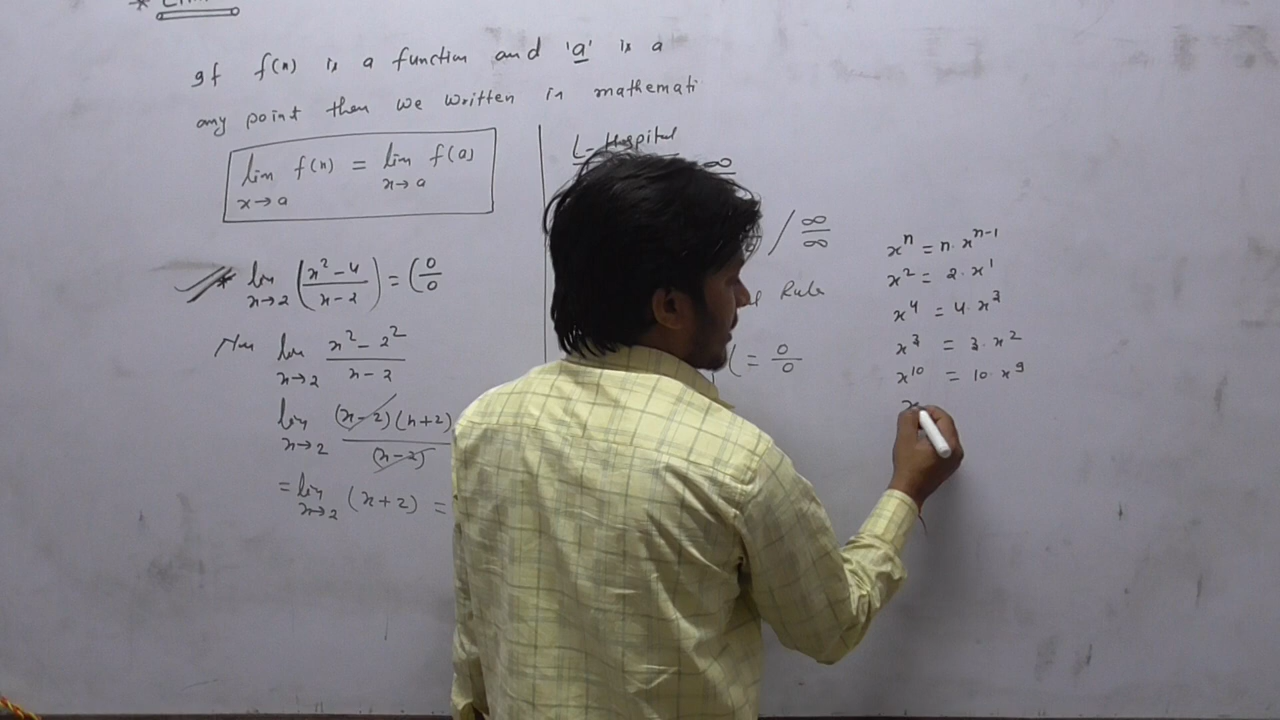 If f(x) is a function and 'a' is a
any point then we written in mathemati
lim x→a f(x) = lim x→a f(a)
* lim x→2 (x²-4 / x-2) = (0/0
Now lim x→2 x²-2² / x-2
lim x→2 (x-2)(x+2) / (x-2)
= lim x→2 (x+2) =
L-Hospital
∞
/ ∞/∞
Rule
( = 0/0
xⁿ = n·xⁿ⁻¹
x² = 2·x¹
x⁴ = 4·x³
x³ = 3·x²
x¹⁰ = 10·x⁹
x